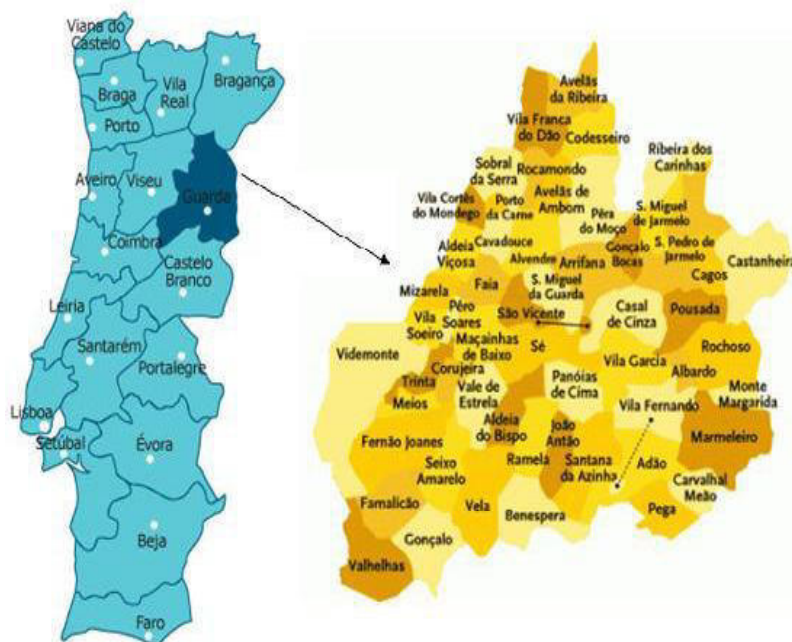 Viana do
Castelo
Braga
Vila
Real
Bragança
Porto
Aveiro
Viseu
Guarda
Coimbra
Castelo
Branco
Leiria
Santarém
Portalegre
Lisboa
Setúbal
Évora
Beja
Faro
Avelãs
da Ribeira
Vila Franca
do Dão
Codesseiro
Ribeira dos
Carinhas
Sobral
da Serra
Rocamondo
Vila Cortês
do Mondego
Porto
da Carne
Avelãs de
Ambom
Pêra
do Moço
S. Miguel
de Jarmelo
Aldeia
Viçosa
Cavadouce
Alvendre
Arrifana
Gonçalo
Bocas
S. Pedro de
Jarmelo
Castanheira
Cagos
Mizarela
Faia
S. Miguel
da Guarda
Pêro
Soares
São Vicente
Casal
de Cinza
Pousada
Vila
Soeiro
Maçainhas
de Baixo
Sé
Videmonte
Corujeira
Vila Garcia
Rochoso
Albardo
Trinta
Vale de
Estrela
Panóias
de Cima
Monte
Margarida
Meios
Vila Fernando
Aldeia
do Bispo
João
Antão
Marmeleiro
Fernão Joanes
Ramela
Santana
da Azinha
Adão
Seixo
Amarelo
Carvalhal
Meão
Famalicão
Vela
Benespera
Pega
Gonçalo
Valhelhas